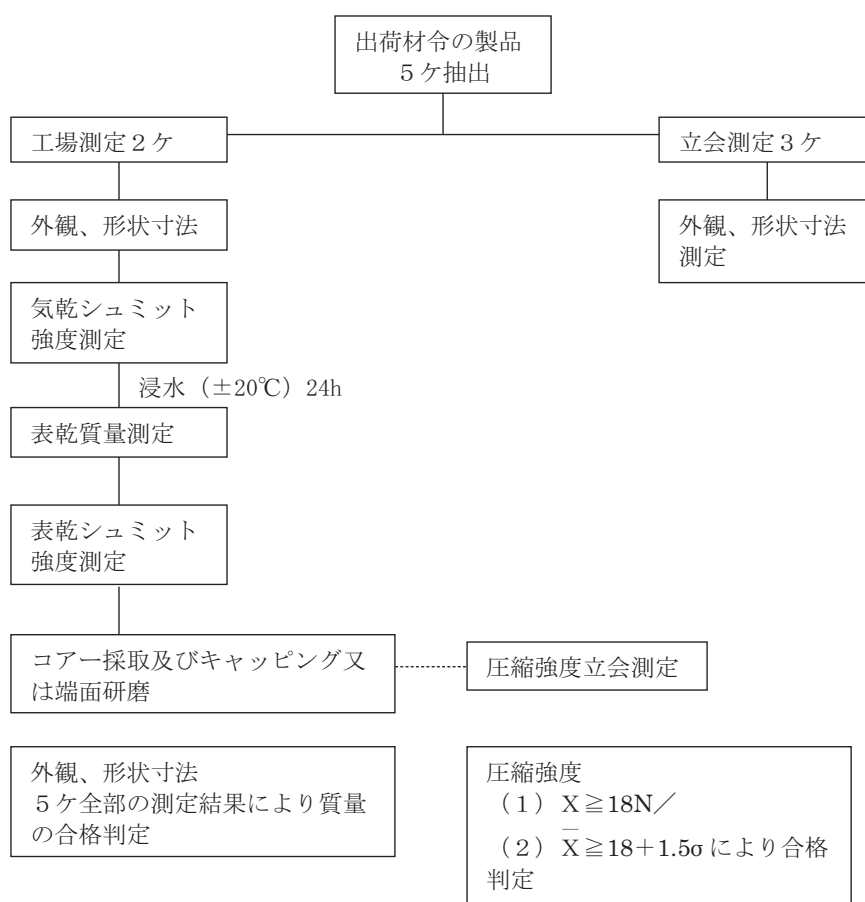 出荷材令の製品
５ケ抽出
工場測定２ケ
立会測定３ケ
外観、形状寸法
外観、形状寸法
測定
気乾シュミット
強度測定
浸水（±20℃）24h
表乾質量測定
表乾シュミット
強度測定
コアー採取及びキャッピング又
は端面研磨
圧縮強度立会測定
外観、形状寸法
５ケ全部の測定結果により質量
の合格判定
圧縮強度
（１）X≧18N／
（２）X̄≧18＋1.5σにより合格
判定